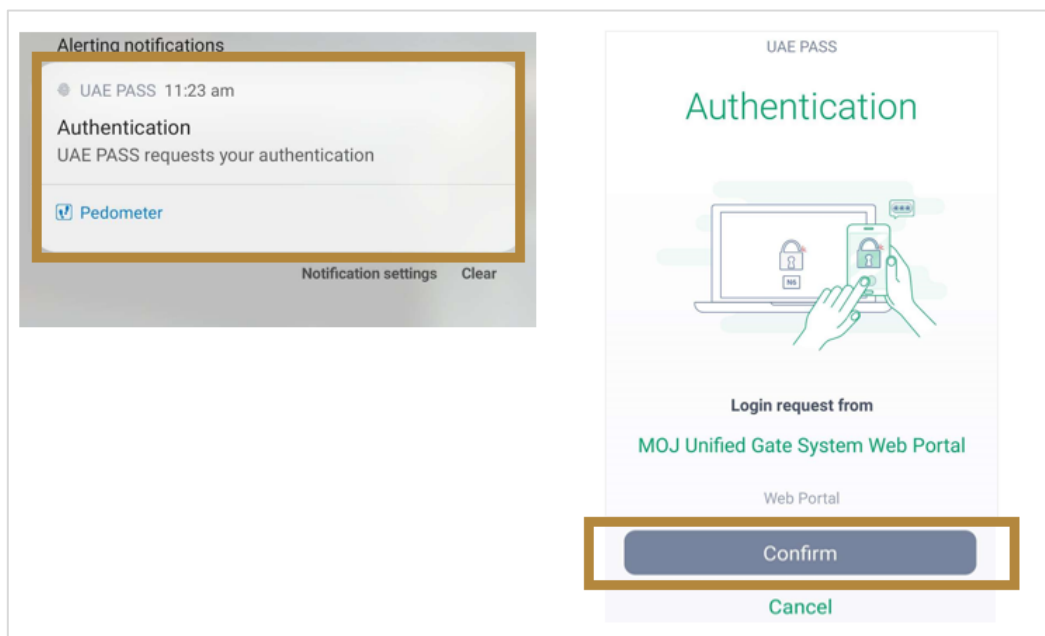 Alerting notifications
UAE PASS 11:23 am
Authentication
UAE PASS requests your authentication
Pedometer
Notification settings Clear
UAE PASS
Authentication
Login request from
MOJ Unified Gate System Web Portal
Web Portal
Confirm
Cancel